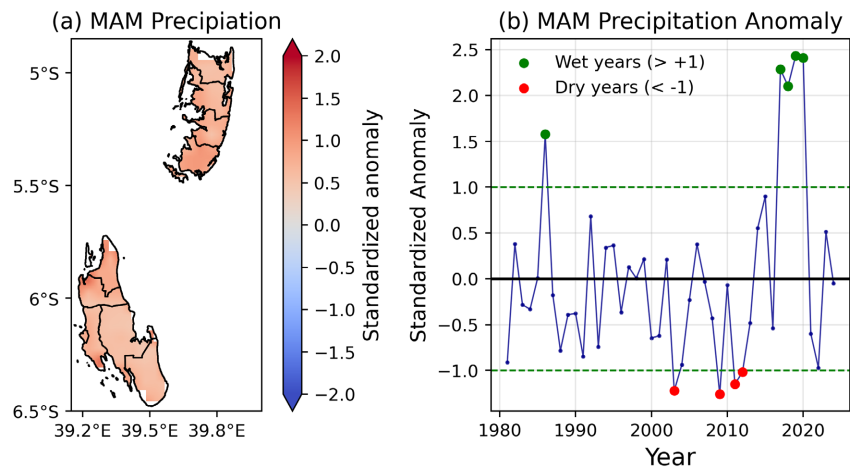 (a) MAM Precipiation
5°S
5.5°S
6°S
6.5°S
39.2°E 39.5°E 39.8°E
2.0
1.5
1.0
0.5
0.0
−0.5
−1.0
−1.5
−2.0
Standardized anomaly
(b) MAM Precipitation Anomaly
Wet years (> +1)
Dry years (< -1)
2.5
2.0
1.5
1.0
0.5
0.0
−0.5
−1.0
Standardized Anomaly
1980 1990 2000 2010 2020
Year